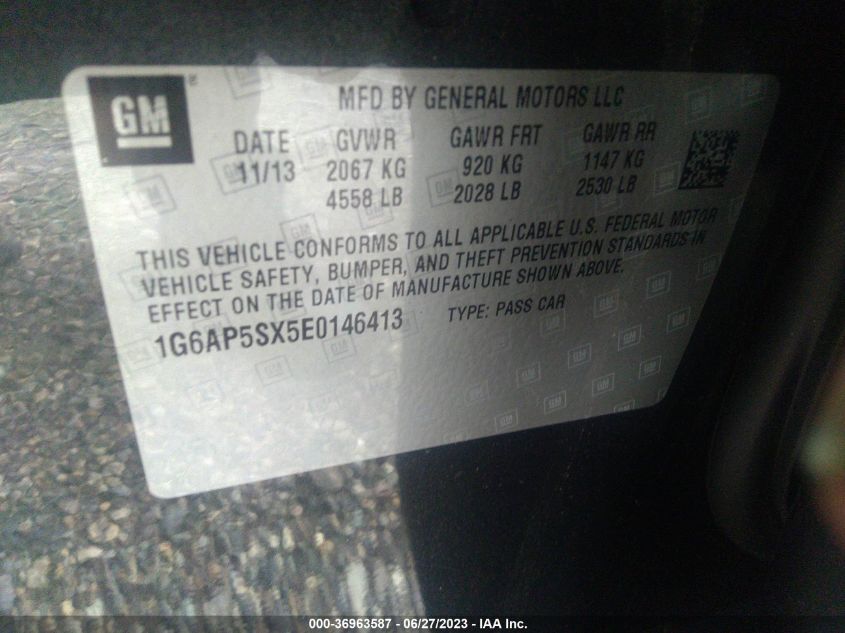 GM
MFD BY GENERAL MOTORS LLC
DATE GVWR GAWR FRT GAWR RR
11/13 2067 KG 920 KG 1147 KG
4558 LB 2028 LB 2530 LB
THIS VEHICLE CONFORMS TO ALL APPLICABLE U.S. FEDERAL MOTOR
VEHICLE SAFETY, BUMPER, AND THEFT PREVENTION STANDARDS IN
EFFECT ON THE DATE OF MANUFACTURE SHOWN ABOVE.
1G6AP5SX5E0146413 TYPE: PASS CAR
000-36963587 - 06/27/2023 - IAA Inc.